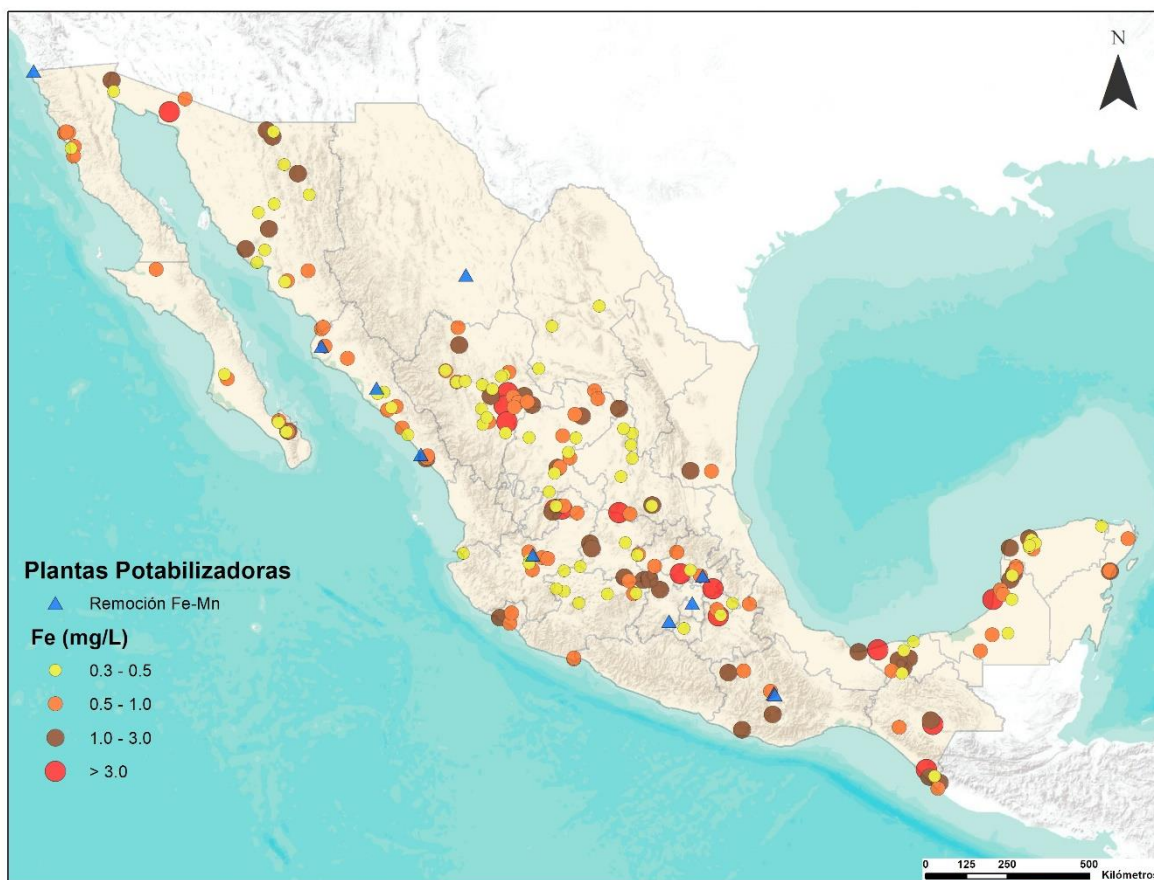 N
Plantas Potabilizadoras
Remoción Fe-Mn
Fe (mg/L)
0.3 - 0.5
0.5 - 1.0
1.0 - 3.0
> 3.0
0 125 250 500
Kilómetros